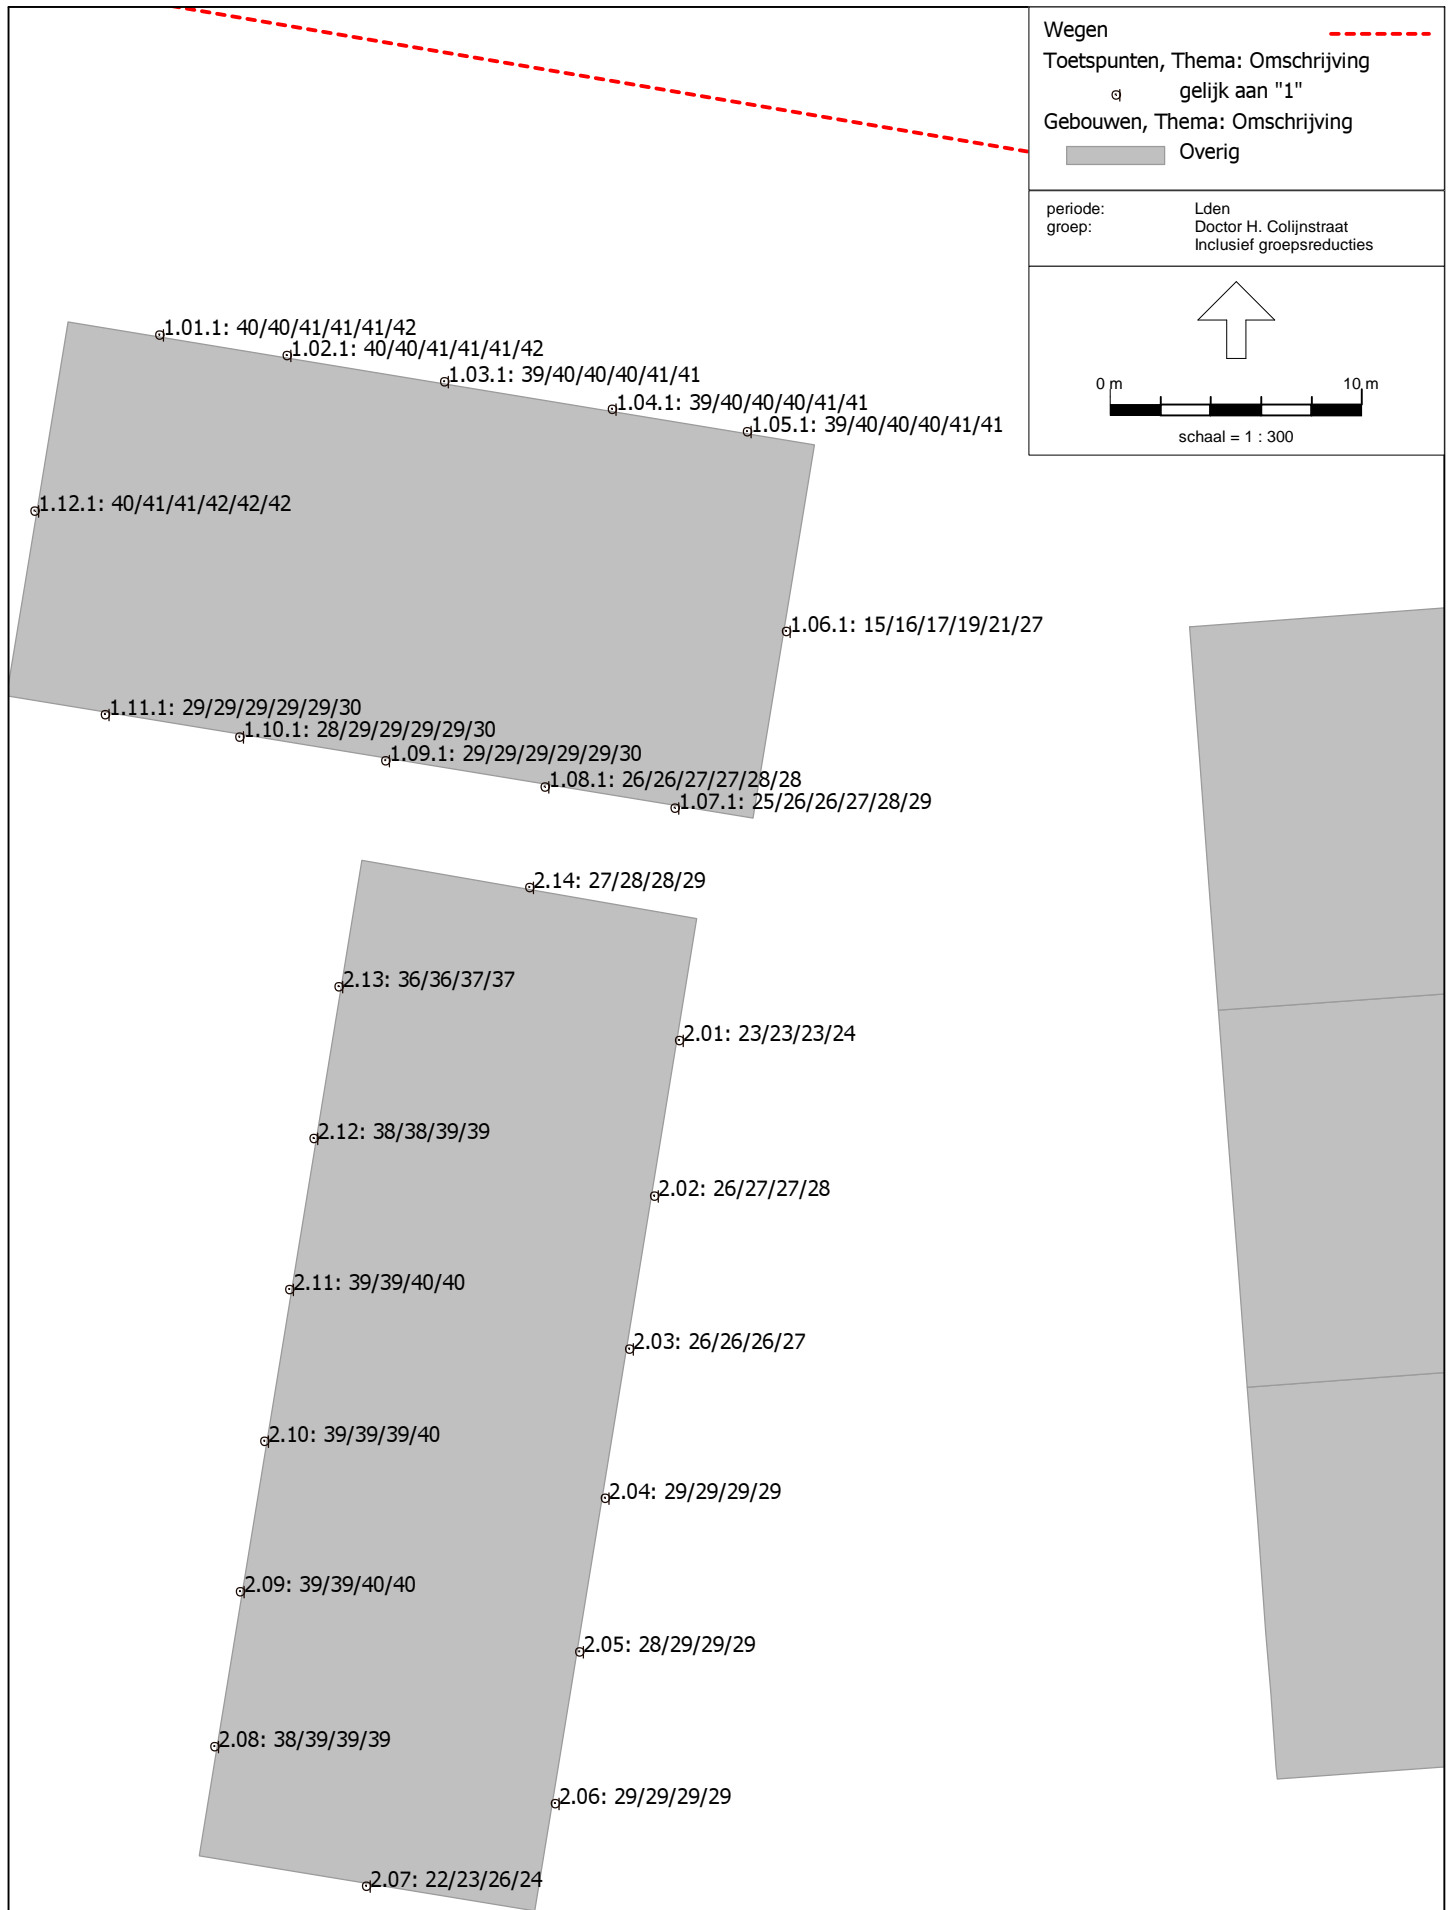 Wegen
Toetspunten, Thema: Omschrijving
gelijk aan "1"
Gebouwen, Thema: Omschrijving
Overig
periode: Lden
groep: Doctor H. Colijnstraat
Inclusief groepsreducties
0 m 10 m
schaal = 1 : 300
1.01.1: 40/40/41/41/41/42
1.02.1: 40/40/41/41/41/42
1.03.1: 39/40/40/40/41/41
1.04.1: 39/40/40/40/41/41
1.05.1: 39/40/40/40/41/41
1.12.1: 40/41/41/42/42/42
1.06.1: 15/16/17/19/21/27
1.11.1: 29/29/29/29/29/30
1.10.1: 28/29/29/29/29/30
1.09.1: 29/29/29/29/29/30
1.08.1: 26/26/27/27/28/28
1.07.1: 25/26/26/27/28/29
2.14: 27/28/28/29
2.13: 36/36/37/37
2.01: 23/23/23/24
2.12: 38/38/39/39
2.02: 26/27/27/28
2.11: 39/39/40/40
2.03: 26/26/26/27
2.10: 39/39/39/40
2.04: 29/29/29/29
2.09: 39/39/40/40
2.05: 28/29/29/29
2.08: 38/39/39/39
2.06: 29/29/29/29
2.07: 22/23/26/24